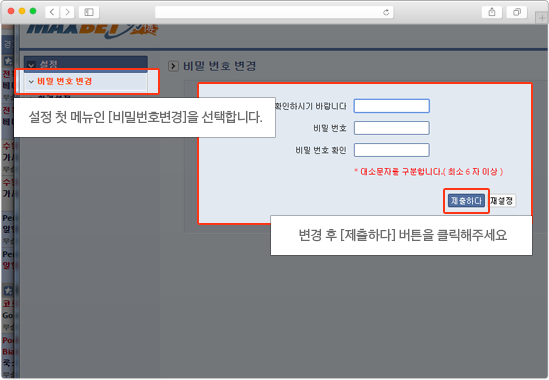 MAXBET
설정
비밀 번호 변경
비밀 번호 변경
설정 첫 메뉴인 [비밀번호변경]을 선택합니다.
확인하시기 바랍니다
비밀 번호
비밀 번호 확인
* 대소문자를 구분합니다.( 최소 6 자 이상 )
제출하다
재설정
변경 후 [제출하다] 버튼을 클릭해주세요